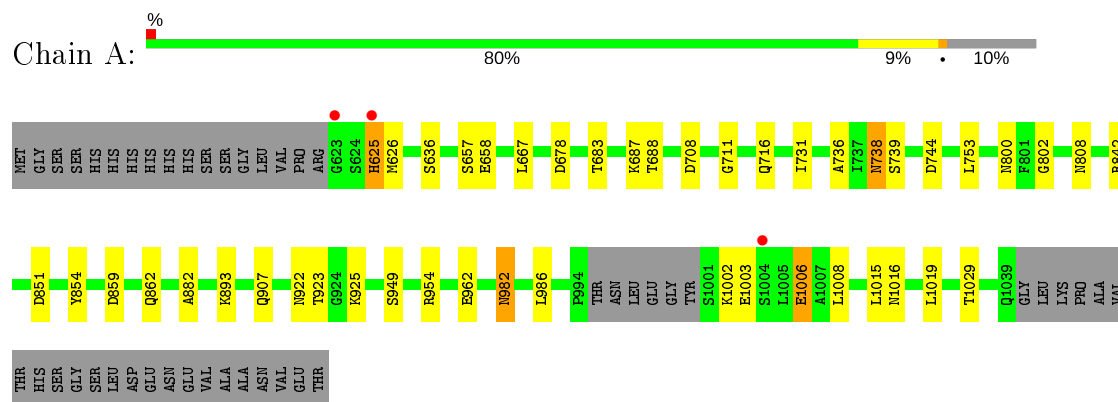 %
Chain A:
80% 9% • 10%
MET GLY SER SER HIS HIS HIS HIS HIS HIS SER SER GLY LEU VAL PRO ARG G623 S624 H625 M626 S636 S657 E658 L667 D678 T683 K687 T688 D708 G711 Q716 I731 A736 I737 N738 S739 D744 L753 N800 F801 G802 N808 R842
D851 Y854 D859 Q862 A882 K893 Q907 N922 T923 G924 K925 S949 R954 E962 N982 L986 P994 THR ASN LEU GLU GLY TYR S1001 K1002 E1003 S1004 L1005 E1006 A1007 L1008 L1015 N1016 L1019 T1029 Q1039 GLY LEU LYS PRO ALA VAL
THR HIS SER GLY SER LEU ASP GLU ASN GLU VAL ALA ALA ASN VAL GLU THR